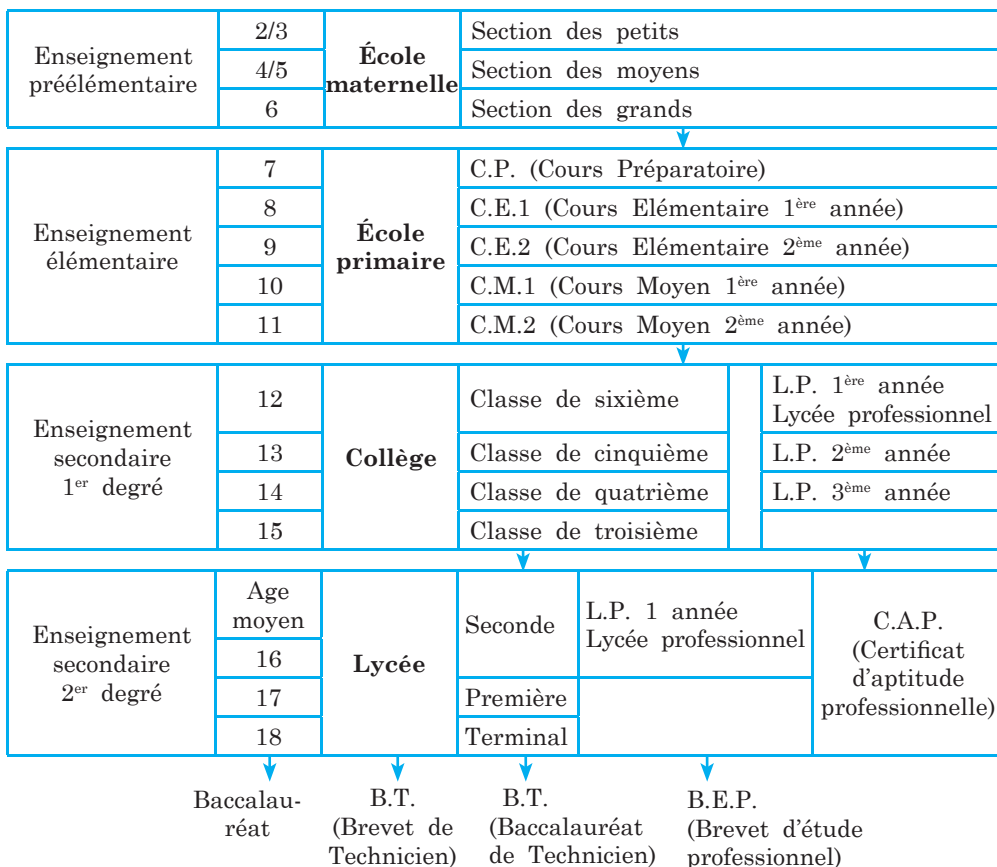 Enseignement
préélémentaire
2/3
École
maternelle
Section des petits
4/5
Section des moyens
6
Section des grands
Enseignement
élémentaire
7
École
primaire
C.P. (Cours Préparatoire)
8
C.E.1 (Cours Elémentaire 1ère année)
9
C.E.2 (Cours Elémentaire 2ème année)
10
C.M.1 (Cours Moyen 1ère année)
11
C.M.2 (Cours Moyen 2ème année)
Enseignement
secondaire
1er degré
12
Collège
Classe de sixième
L.P. 1ère année
Lycée professionnel
13
Classe de cinquième
L.P. 2ème année
14
Classe de quatrième
L.P. 3ème année
15
Classe de troisième
Enseignement
secondaire
2er degré
Age
moyen
16
Lycée
Seconde
L.P. 1 année
Lycée professionnel
C.A.P.
(Certificat
d'aptitude
professionnelle)
17
Première
18
Terminal
Baccalau-
réat
B.T.
(Brevet de
Technicien)
B.T.
(Baccalauréat
de Technicien)
B.E.P.
(Brevet d'étude
professionnel)